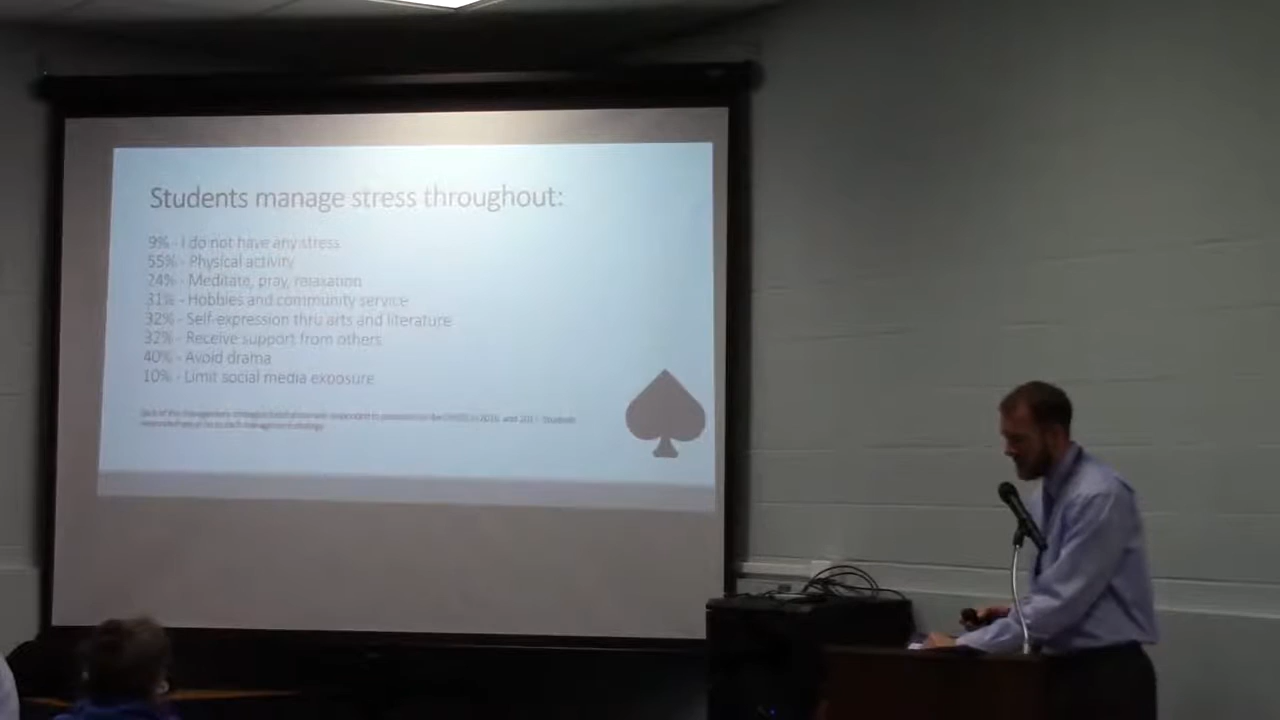 Students manage stress throughout:
9% - I do not have any stress
55% - Physical activity
24% - Meditate, pray, relaxation
31% - Hobbies and community service
32% - Self-expression thru arts and literature
32% - Receive support from others
40% - Avoid drama
10% - Limit social media exposure